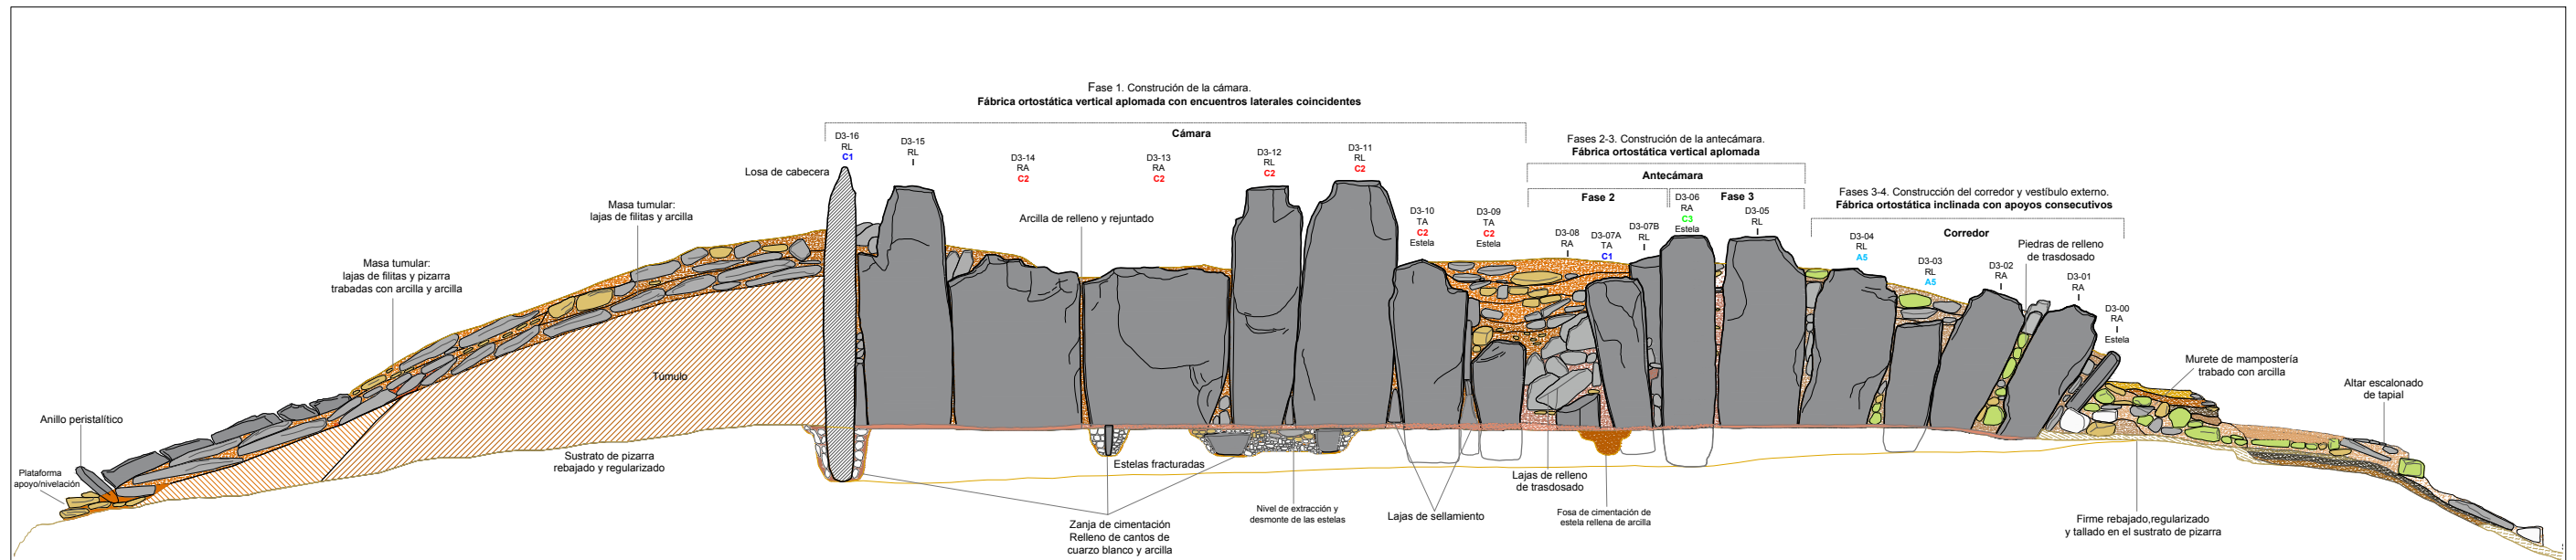 Fase 1. Construción de la cámara.
Fábrica ortostática vertical aplomada con encuentros laterales coincidentes
Cámara
D3-16
RL
C1
D3-15
RL
I
D3-14
RA
C2
D3-13
RA
C2
D3-12
RL
C2
D3-11
RL
C2
D3-10
TA
C2
Estela
D3-09
TA
C2
Estela
Fases 2-3. Construción de la antecámara.
Fábrica ortostática vertical aplomada
Antecámara
Fase 2
Fase 3
D3-08
RA
I
D3-07A
TA
C1
D3-07B
RL
I
D3-06
RA
C3
Estela
D3-05
RL
I
Fases 3-4. Construcción del corredor y vestíbulo externo.
Fábrica ortostática inclinada con apoyos consecutivos
Corredor
D3-04
RL
A5
D3-03
RL
A5
D3-02
RA
I
Piedras de relleno
de trasdosado
D3-01
RA
I
D3-00
RA
I
Estela
Losa de cabecera
Masa tumular:
lajas de filitas y arcilla
Arcilla de relleno y rejuntado
Masa tumular:
lajas de filitas y pizarra
trabadas con arcilla y arcilla
Túmulo
Murete de mampostería
trabado con arcilla
Altar escalonado
de tapial
Anillo peristalítico
Plataforma
apoyo/nivelación
Sustrato de pizarra
rebajado y regularizado
Estelas fracturadas
Lajas de relleno
de trasdosado
Zanja de cimentación
Relleno de cantos de
cuarzo blanco y arcilla
Nivel de extracción y
desmonte de las estelas
Lajas de sellamiento
Fosa de cimentación de
estela rellena de arcilla
Firme rebajado,regularizado
y tallado en el sustrato de pizarra